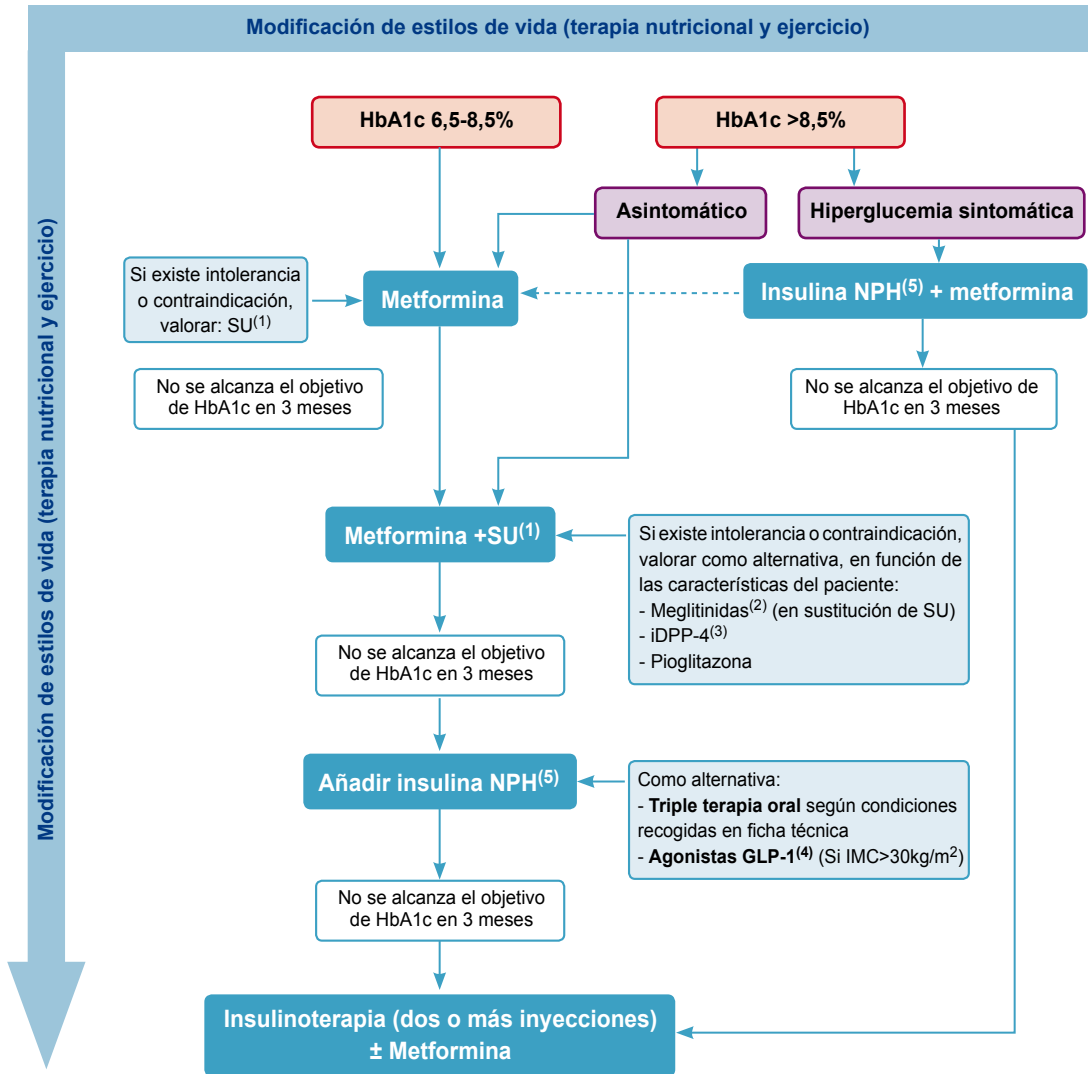 Modificación de estilos de vida (terapia nutricional y ejercicio)
Modificación de estilos de vida (terapia nutricional y ejercicio)
HbA1c 6,5-8,5%
HbA1c >8,5%
Asintomático
Hiperglucemia sintomática
Si existe intolerancia
o contraindicación,
valorar: SU(1)
Metformina
Insulina NPH(5) + metformina
No se alcanza el objetivo
de HbA1c en 3 meses
No se alcanza el objetivo de
HbA1c en 3 meses
Metformina +SU(1)
Si existe intolerancia o contraindicación,
valorar como alternativa, en función de
las características del paciente:
- Meglitinidas(2) (en sustitución de SU)
- iDPP-4(3)
- Pioglitazona
No se alcanza el objetivo
de HbA1c en 3 meses
Añadir insulina NPH(5)
Como alternativa:
- Triple terapia oral según condiciones
recogidas en ficha técnica
- Agonistas GLP-1(4) (Si IMC>30kg/m2)
No se alcanza el objetivo
de HbA1c en 3 meses
Insulinoterapia (dos o más inyecciones)
± Metformina